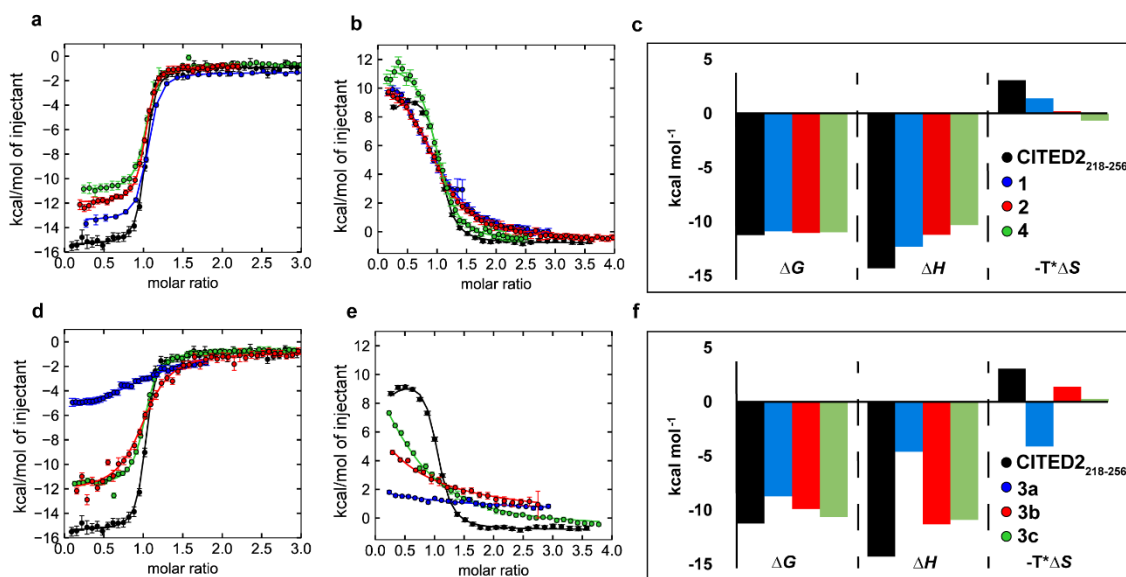 a
kcal/mol of injectant
0
−2
−4
−6
−8
−10
−12
−14
−16
0.0 0.5 1.0 1.5 2.0 2.5 3.0
molar ratio
b
kcal/mol of injectant
12
10
8
6
4
2
0
0.0 0.5 1.0 1.5 2.0 2.5 3.0 3.5 4.0
molar ratio
c
kcal mol-1
5
0
-5
-10
-15
ΔG ΔH -T*ΔS
CITED2218-256
1
2
4
d
kcal/mol of injectant
0
−2
−4
−6
−8
−10
−12
−14
−16
0.0 0.5 1.0 1.5 2.0 2.5 3.0
molar ratio
e
kcal/mol of injectant
12
10
8
6
4
2
0
0.0 0.5 1.0 1.5 2.0 2.5 3.0 3.5 4.0
molar ratio
f
kcal mol-1
5
0
-5
-10
-15
ΔG ΔH -T*ΔS
CITED2218-256
3a
3b
3c